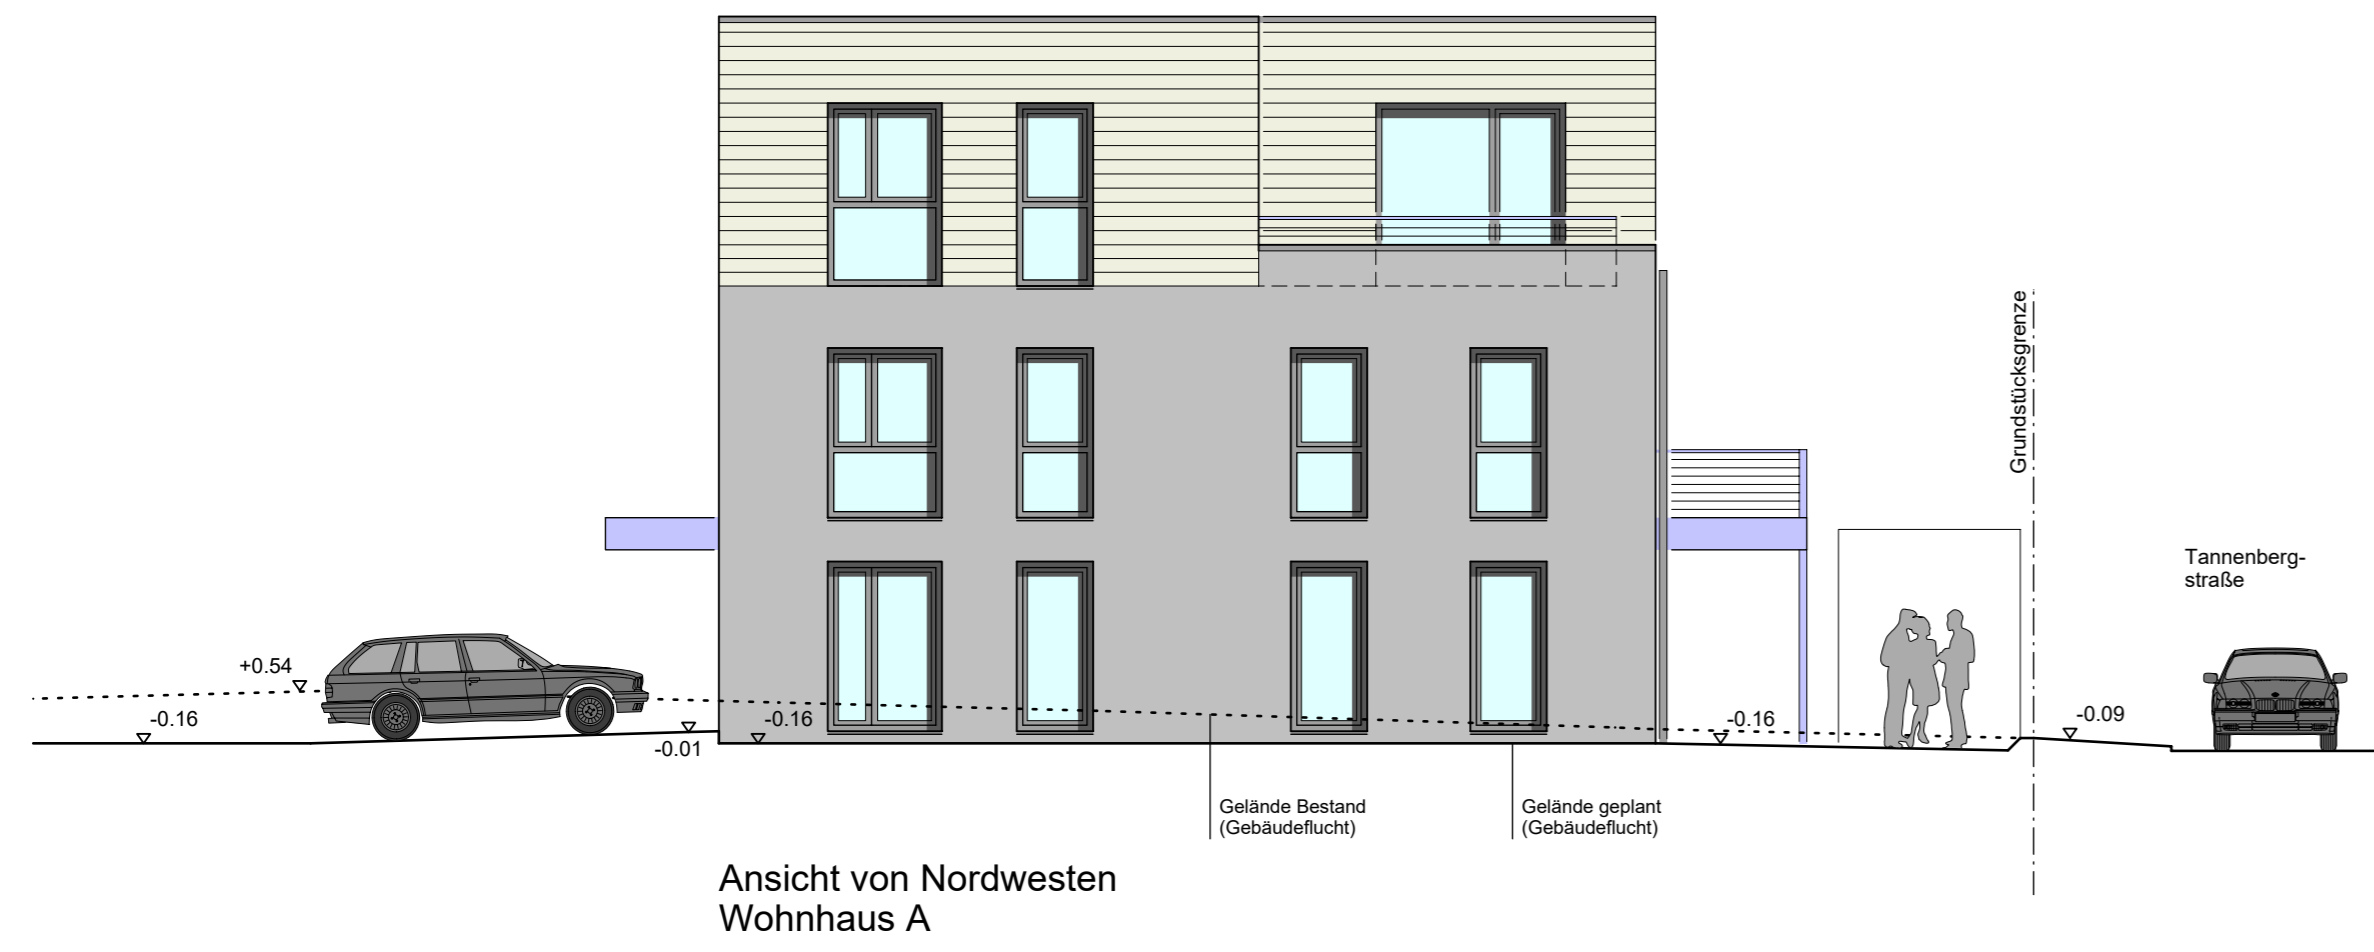 Grundstücksgrenze
Tannenberg-
straße
+0.54
-0.16
-0.01
-0.16
-0.16
-0.09
Gelände Bestand
(Gebäudeflucht)
Gelände geplant
(Gebäudeflucht)
Ansicht von Nordwesten
Wohnhaus A